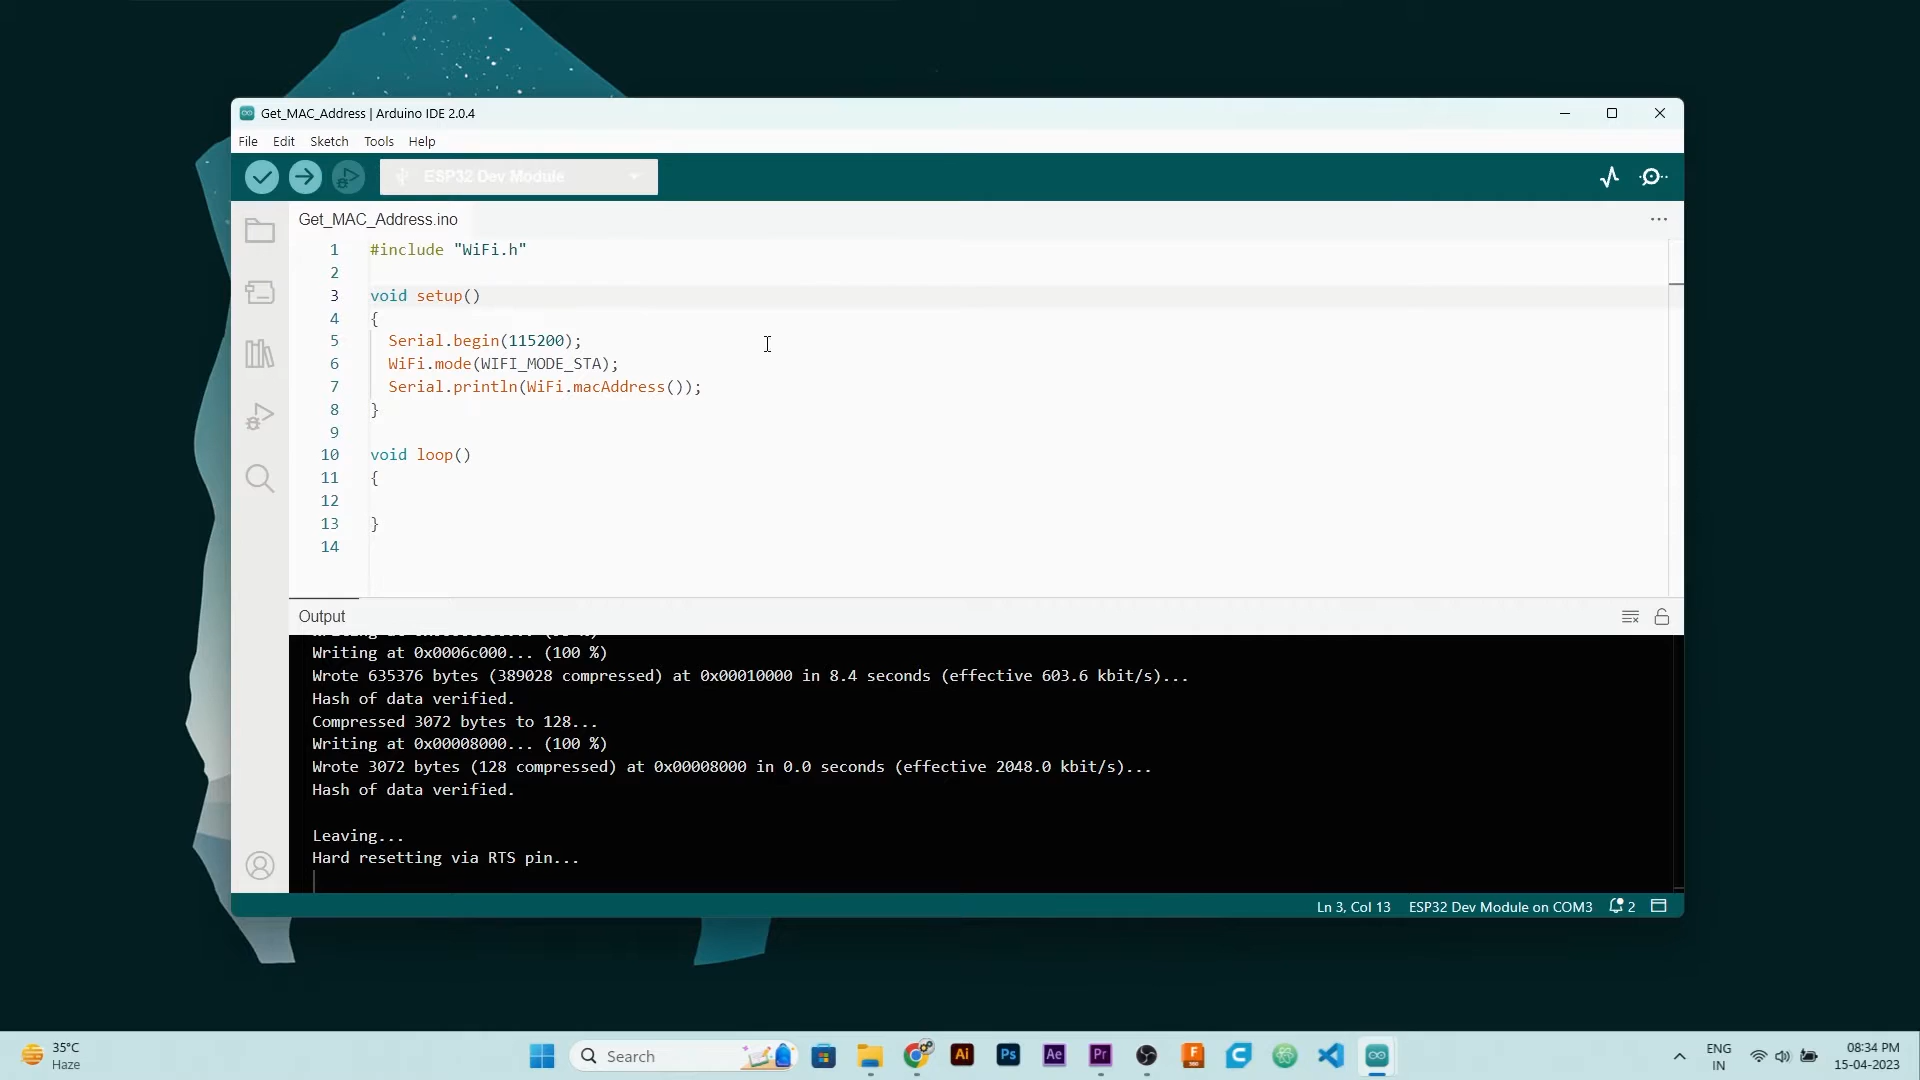 Get_MAC_Address | Arduino IDE 2.0.4
File Edit Sketch Tools Help
ESP32 Dev Module
Get_MAC_Address.ino
1 #include "WiFi.h"
2
3 void setup()
4 {
5 Serial.begin(115200);
6 WiFi.mode(WIFI_MODE_STA);
7 Serial.println(WiFi.macAddress());
8 }
9
10 void loop()
11 {
12
13 }
14
Output
Writing at 0x0006c000... (100 %)
Wrote 635376 bytes (389028 compressed) at 0x00010000 in 8.4 seconds (effective 603.6 kbit/s)...
Hash of data verified.
Compressed 3072 bytes to 128...
Writing at 0x00008000... (100 %)
Wrote 3072 bytes (128 compressed) at 0x00008000 in 0.0 seconds (effective 2048.0 kbit/s)...
Hash of data verified.
Leaving...
Hard resetting via RTS pin...
Ln 3, Col 13 ESP32 Dev Module on COM3 2
35°C
Haze
Search
Ai Ps Ae Pr
ENG
IN
08:34 PM
15-04-2023